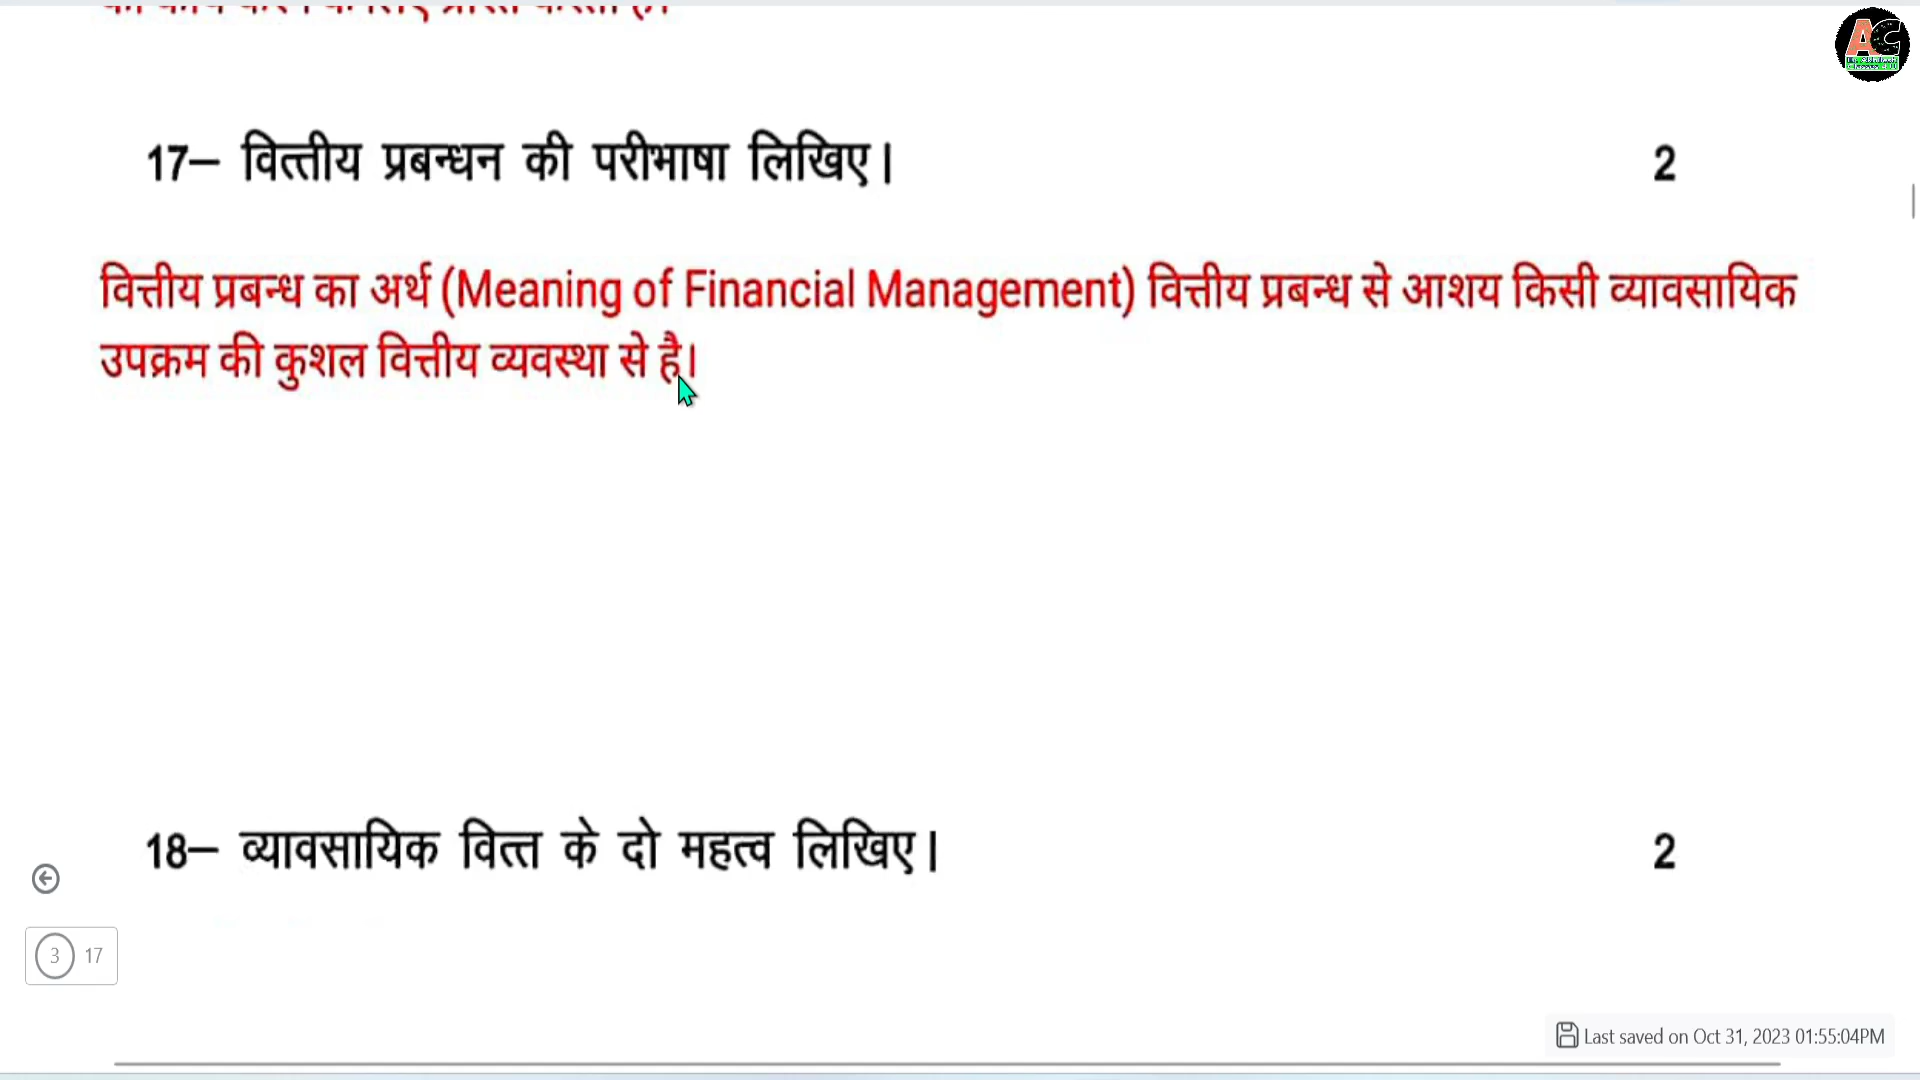 17– वित्तीय प्रबन्धन की परीभाषा लिखिए। 2
वित्तीय प्रबन्ध का अर्थ (Meaning of Financial Management) वित्तीय प्रबन्ध से आशय किसी व्यावसायिक
उपक्रम की कुशल वित्तीय व्यवस्था से है।
18– व्यावसायिक वित्त के दो महत्व लिखिए। 2
3 17
Last saved on Oct 31, 2023 01:55:04PM